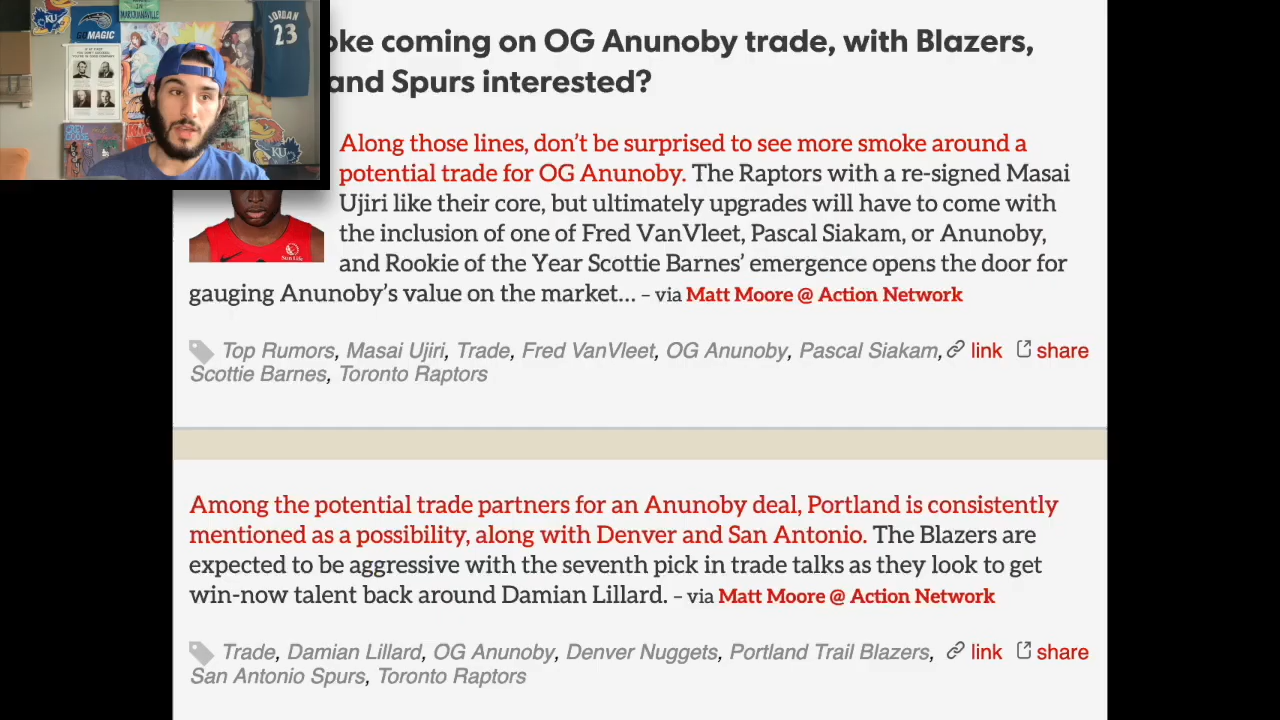 JORDAN
23
MAGIC
KU
oke coming on OG Anunoby trade, with Blazers,
and Spurs interested?
Along those lines, don’t be surprised to see more smoke around a
potential trade for OG Anunoby. The Raptors with a re-signed Masai
Ujiri like their core, but ultimately upgrades will have to come with
the inclusion of one of Fred VanVleet, Pascal Siakam, or Anunoby,
and Rookie of the Year Scottie Barnes’ emergence opens the door for
gauging Anunoby’s value on the market... – via Matt Moore @ Action Network
Top Rumors, Masai Ujiri, Trade, Fred VanVleet, OG Anunoby, Pascal Siakam, link share
Scottie Barnes, Toronto Raptors
Among the potential trade partners for an Anunoby deal, Portland is consistently
mentioned as a possibility, along with Denver and San Antonio. The Blazers are
expected to be aggressive with the seventh pick in trade talks as they look to get
win-now talent back around Damian Lillard. – via Matt Moore @ Action Network
Trade, Damian Lillard, OG Anunoby, Denver Nuggets, Portland Trail Blazers, link share
San Antonio Spurs, Toronto Raptors